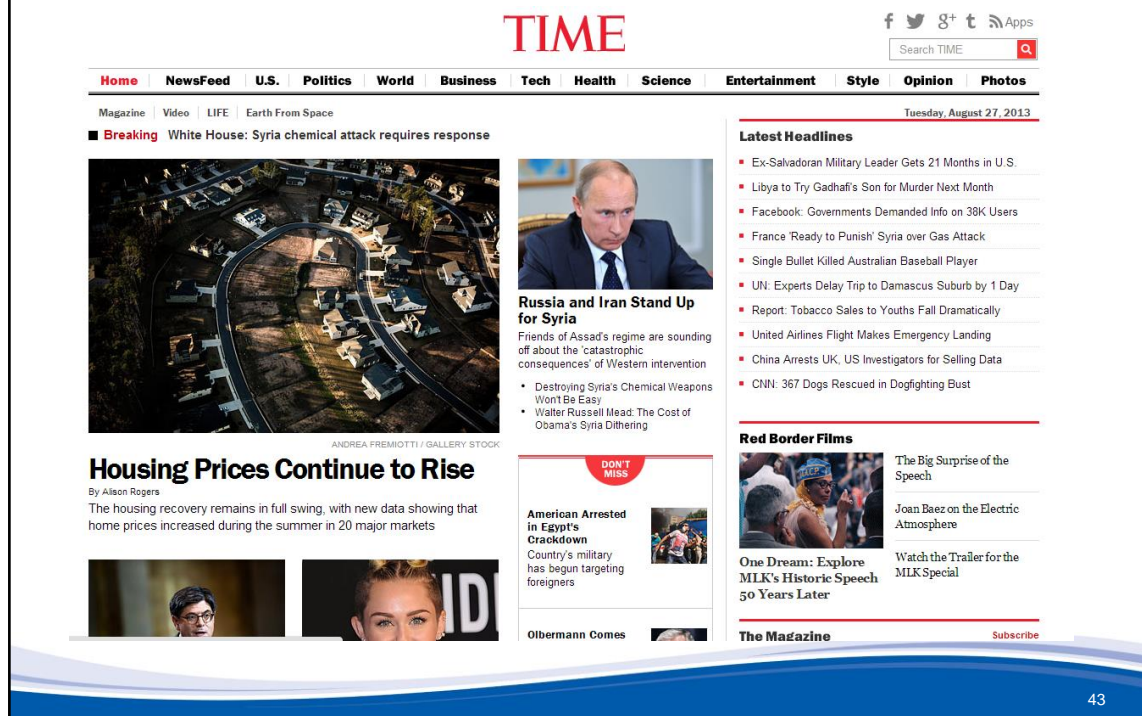 TIME
Apps
Search TIME
Home NewsFeed U.S. Politics World Business Tech Health Science Entertainment Style Opinion Photos
Magazine Video LIFE Earth From Space
Tuesday, August 27, 2013
Breaking White House: Syria chemical attack requires response
ANDREA FREMIOTTI / GALLERY STOCK
Housing Prices Continue to Rise
By Alison Rogers
The housing recovery remains in full swing, with new data showing that
home prices increased during the summer in 20 major markets
Russia and Iran Stand Up
for Syria
Friends of Assad's regime are sounding
off about the 'catastrophic
consequences' of Western intervention
Destroying Syria's Chemical Weapons
Won't Be Easy
Walter Russell Mead: The Cost of
Obama's Syria Dithering
DON'T
MISS
American Arrested
in Egypt's
Crackdown
Country's military
has begun targeting
foreigners
Olbermann Comes
Latest Headlines
Ex-Salvadoran Military Leader Gets 21 Months in U.S.
Libya to Try Gadhafi's Son for Murder Next Month
Facebook: Governments Demanded Info on 38K Users
France 'Ready to Punish' Syria over Gas Attack
Single Bullet Killed Australian Baseball Player
UN: Experts Delay Trip to Damascus Suburb by 1 Day
Report: Tobacco Sales to Youths Fall Dramatically
United Airlines Flight Makes Emergency Landing
China Arrests UK, US Investigators for Selling Data
CNN: 367 Dogs Rescued in Dogfighting Bust
Red Border Films
One Dream: Explore
MLK's Historic Speech
50 Years Later
The Big Surprise of the
Speech
Joan Baez on the Electric
Atmosphere
Watch the Trailer for the
MLK Special
The Magazine
Subscribe
43